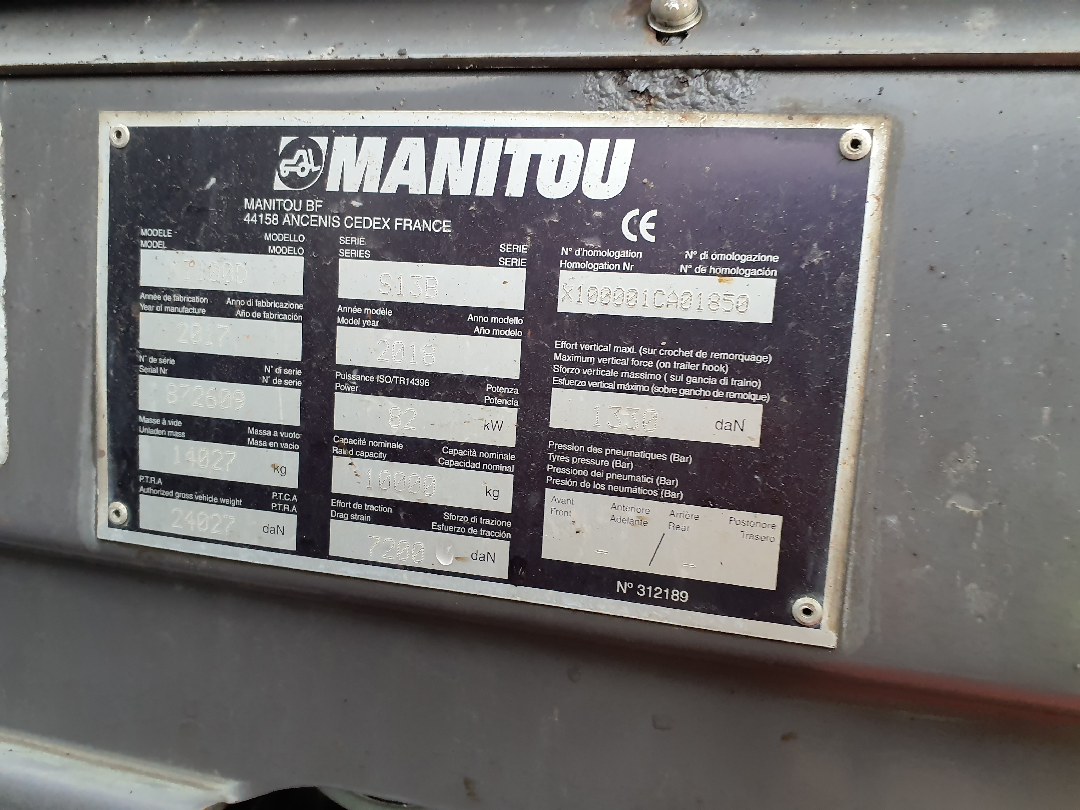 MANITOU
MANITOU BF
44158 ANCENIS CEDEX FRANCE
CE
MODELE MODELLO
MODEL MODELO
SERIE SERIE
SERIES SERIE
S13B
N° d'homologation N° di omologazione
Homologation Nr N° de homologación
X100001CA01850
Année de fabrication Anno di fabbricazione
Year of manufacture Año de fabricación
2017
Année modèle Anno modello
Model year Año modelo
2018
N° de série N° di serie
Serial Nr N° de serie
872609
Puissance ISO/TR14396 Potenza
Power Potencia
82 kW
Effort vertical maxi. (sur crochet de remorquage)
Maximum vertical force (on trailer hook)
Sforzo verticale massimo ( sul gancia di traino)
Esfuerzo vertical máximo (sobre gancho de remolque)
daN
Masse à vide Massa a vuoto
Unladen mass Masa en vacio
14027 kg
Capacité nominale Capacità nominale
Rated capacity Capacidad nominal
10000 kg
Pression des pneumatiques (Bar)
Tyres pressure (Bar)
Pressione dei pneumatici (Bar)
Presión de los neumáticos (Bar)
Avant Anteriore Arrière Posteriore
Front Adelante Rear Trasero
– / –
P.T.R.A P.T.C.A
Authorized gross vehicle weight P.T.R.A
24027 daN
Effort de traction Sforzo di trazione
Drag strain Esfuerzo de tracción
7200 daN
N° 312189